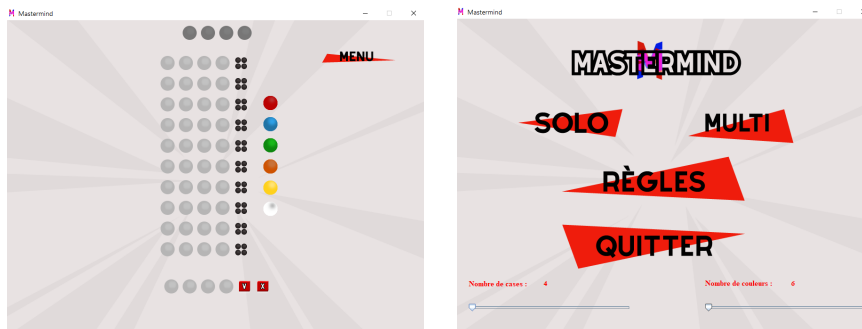 M Mastermind
MENU
V X
M Mastermind
MASTERMIND
SOLO
MULTI
RÈGLES
QUITTER
Nombre de cases : 4
Nombre de couleurs : 6